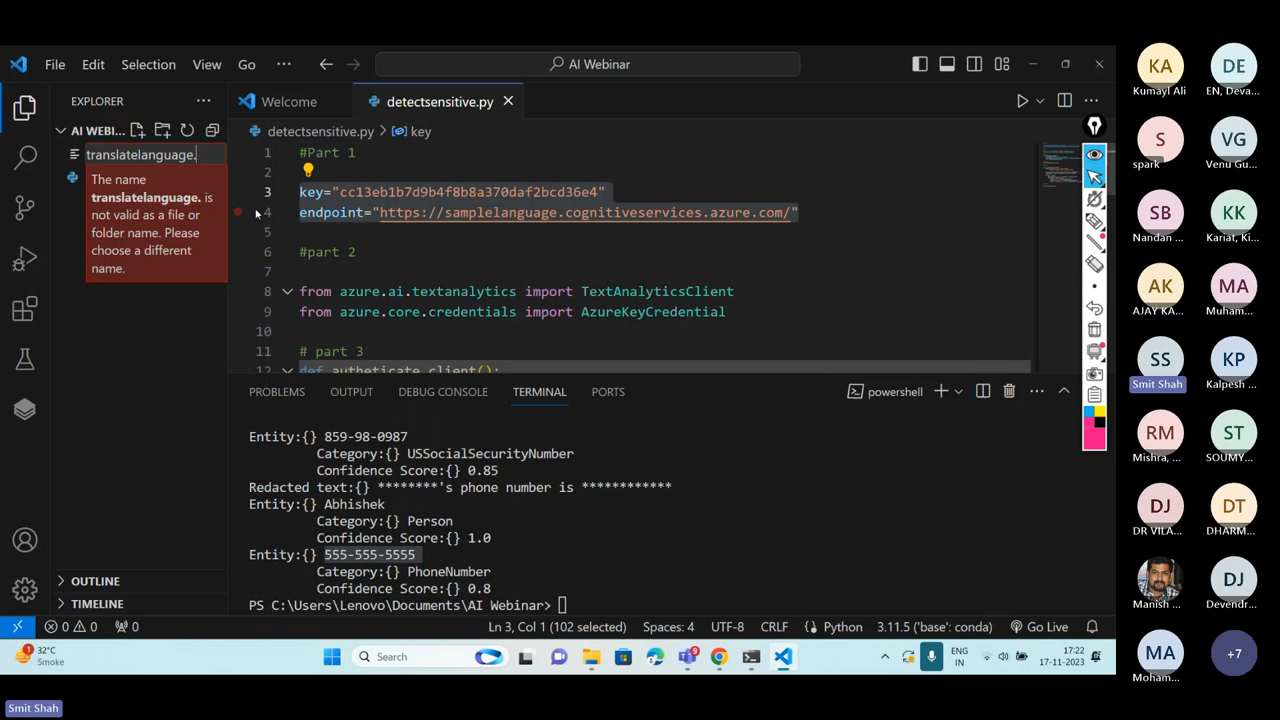 File Edit Selection View Go ··· AI Webinar
EXPLORER
Welcome
detectsensitive.py
AI WEBI...
detectsensitive.py > key
translatelanguage.
The name
translatelanguage. is
not valid as a file or
folder name. Please
choose a different
name.
1 #Part 1
2
3 key="cc13eb1b7d9b4f8b8a370daf2bcd36e4"
4 endpoint="https://samplelanguage.cognitiveservices.azure.com/"
5
6 #part 2
7
8 from azure.ai.textanalytics import TextAnalyticsClient
9 from azure.core.credentials import AzureKeyCredential
10
11 # part 3
12 def autheticate_client():
PROBLEMS OUTPUT DEBUG CONSOLE TERMINAL PORTS
powershell
Entity:{} 859-98-0987
Category:{} USSocialSecurityNumber
Confidence Score:{} 0.85
Redacted text:{} ********'s phone number is ************
Entity:{} Abhishek
Category:{} Person
Confidence Score:{} 1.0
Entity:{} 555-555-5555
Category:{} PhoneNumber
Confidence Score:{} 0.8
PS C:\Users\Lenovo\Documents\AI Webinar>
OUTLINE
TIMELINE
0 0 0 Ln 3, Col 1 (102 selected) Spaces: 4 UTF-8 CRLF Python 3.11.5 ('base': conda) Go Live
32°C
Smoke
Search
9
ENG
IN
17:22
17-11-2023
Smit Shah
KA
Kumayl Ali
DE
EN, Deva...
S
spark
VG
Venu Gu...
SB
Nandan ...
KK
Kariat, Ki...
AK
AJAY KA...
MA
Muham...
SS
Smit Shah
KP
Kalpesh ...
RM
Mishra, ...
ST
SOUMY...
DJ
DR VILA...
DT
DHARM...
Manish ...
DJ
Devendr...
MA
Moham...
+7